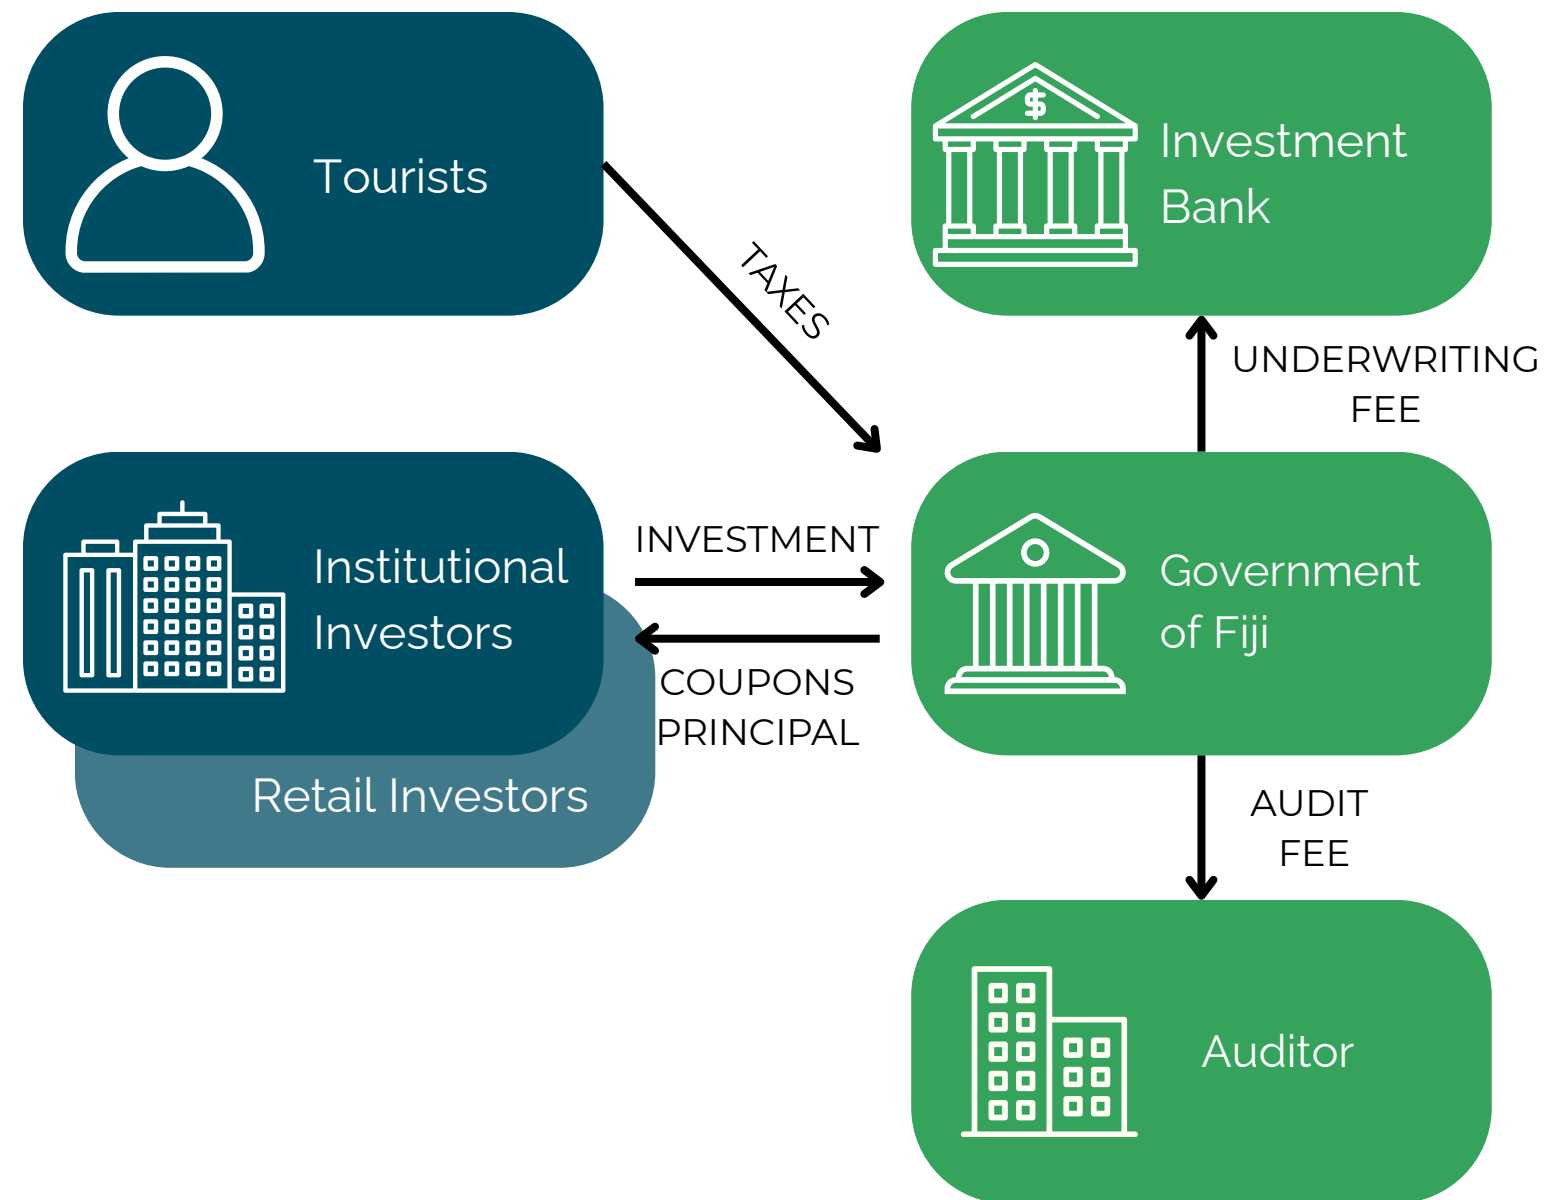 Tourists
Investment
Bank
TAXES
UNDERWRITING
FEE
Institutional
Investors
INVESTMENT
COUPONS
PRINCIPAL
Government
of Fiji
Retail Investors
AUDIT
FEE
Auditor
$